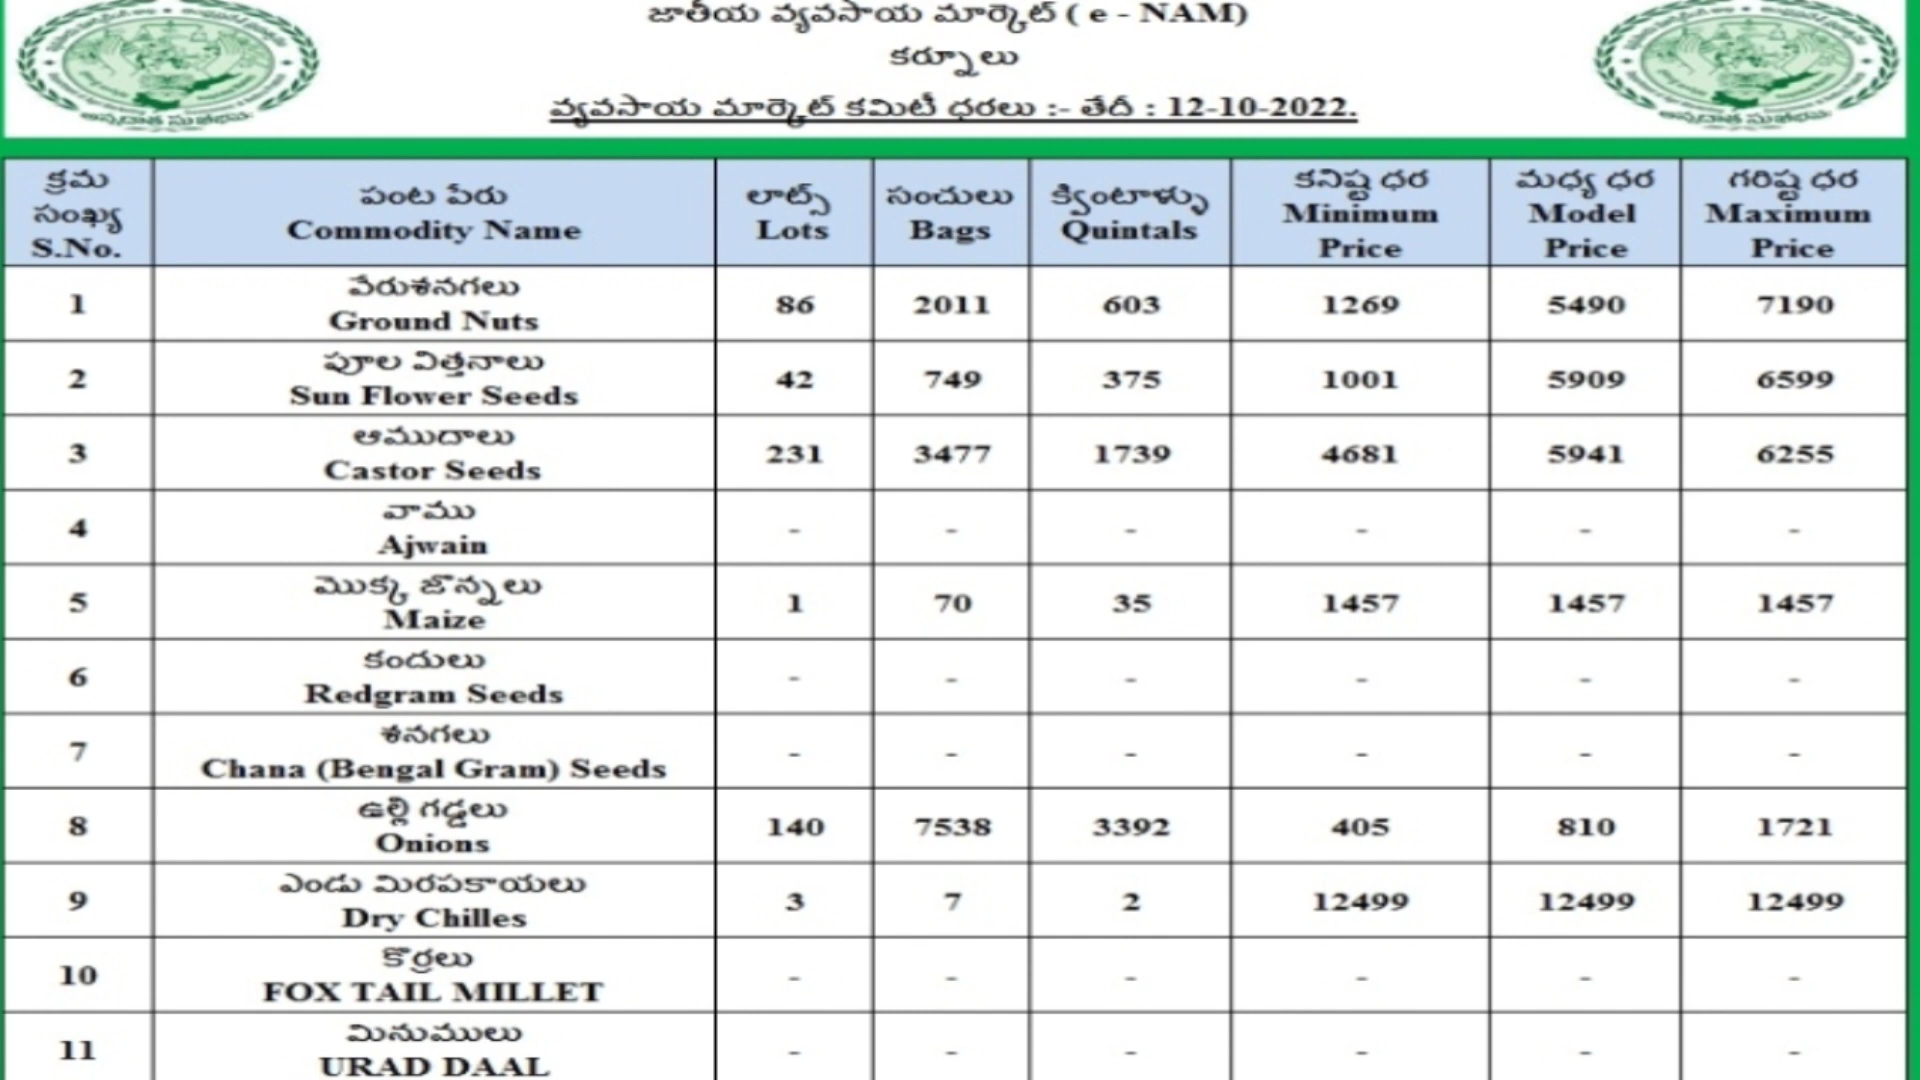 జాతీయ వ్యవసాయ మార్కెట్ ( e - NAM)
కర్నూలు
వ్యవసాయ మార్కెట్ కమిటీ ధరలు :- తేదీ : 12-10-2022.
క్రమ సంఖ్య S.No. పంట పేరు Commodity Name లాట్స్ Lots సంచులు Bags క్వింటాళ్ళు Quintals కనిష్ట ధర Minimum Price మధ్య ధర Model Price గరిష్ట ధర Maximum Price
1 వేరుశనగలు Ground Nuts 86 2011 603 1269 5490 7190
2 పూల విత్తనాలు Sun Flower Seeds 42 749 375 1001 5909 6599
3 ఆముదాలు Castor Seeds 231 3477 1739 4681 5941 6255
4 వాము Ajwain - - - - - -
5 మొక్క జొన్నలు Maize 1 70 35 1457 1457 1457
6 కందులు Redgram Seeds - - - - - -
7 శనగలు Chana (Bengal Gram) Seeds - - - - - -
8 ఉల్లి గడ్డలు Onions 140 7538 3392 405 810 1721
9 ఎండు మిరపకాయలు Dry Chilles 3 7 2 12499 12499 12499
10 కొర్రలు FOX TAIL MILLET - - - - - -
11 మినుములు URAD DAAL - - - - - -